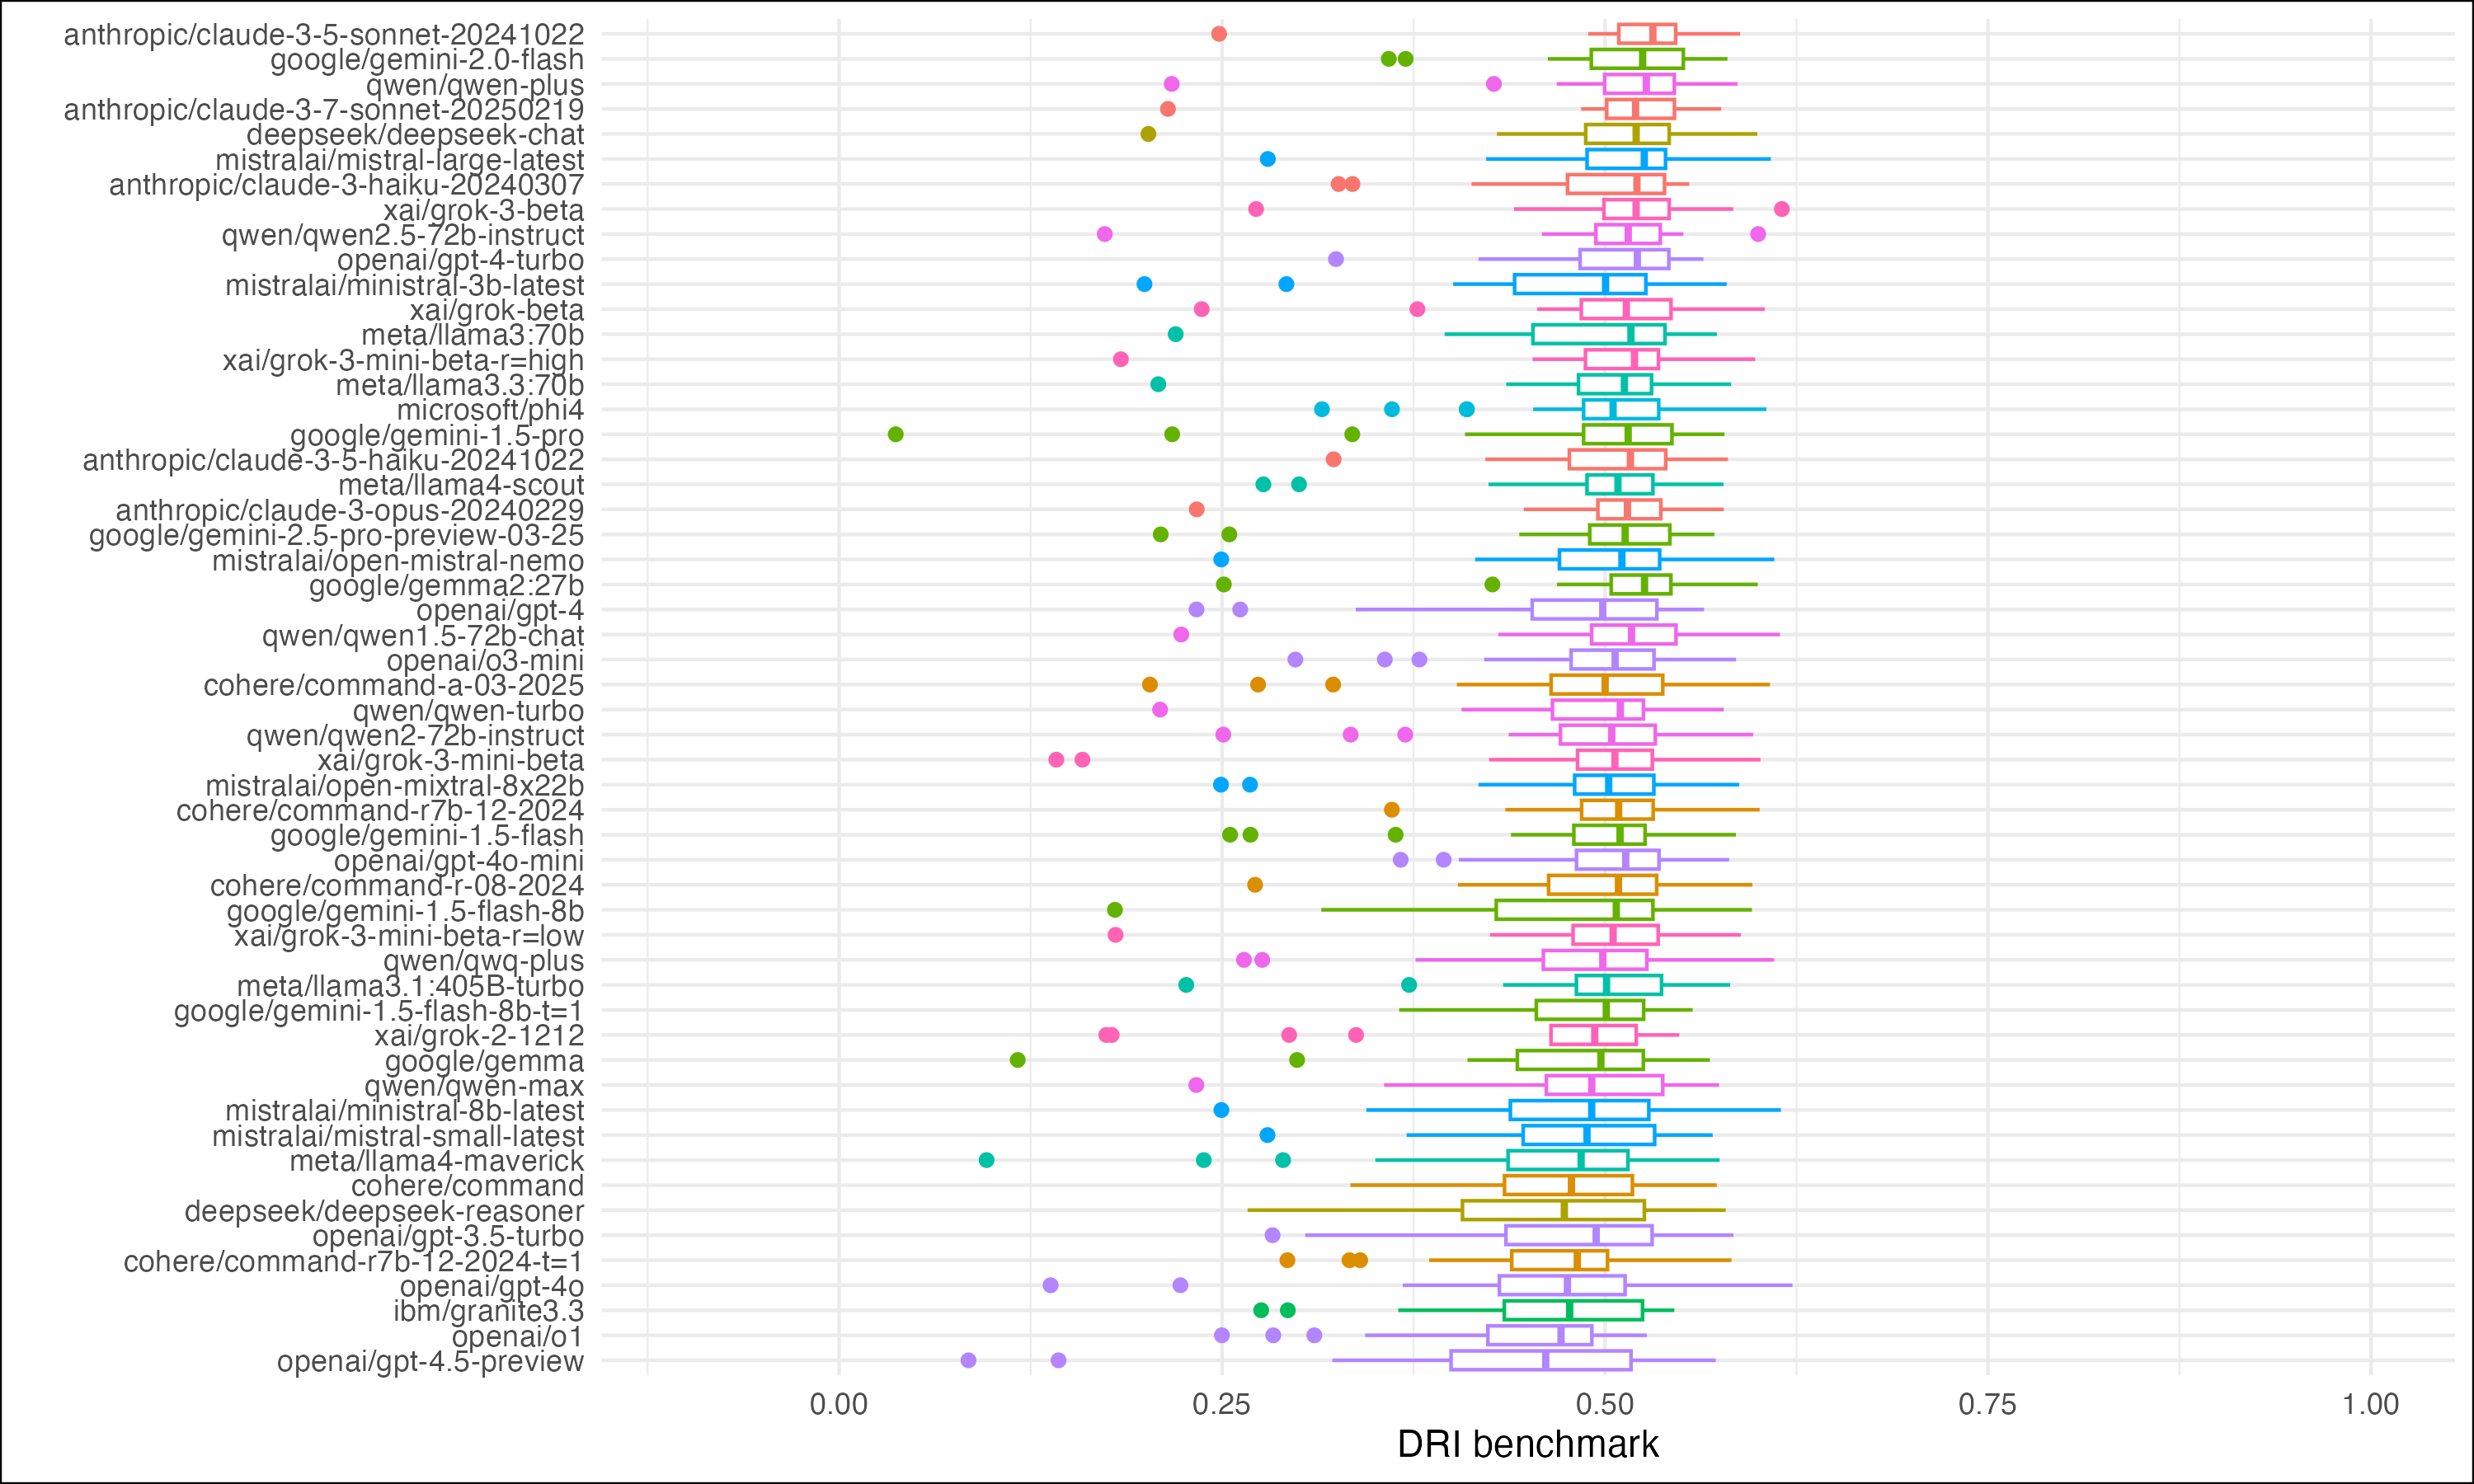 anthropic/claude-3-5-sonnet-20241022
google/gemini-2.0-flash
qwen/qwen-plus
anthropic/claude-3-7-sonnet-20250219
deepseek/deepseek-chat
mistralai/mistral-large-latest
anthropic/claude-3-haiku-20240307
xai/grok-3-beta
qwen/qwen2.5-72b-instruct
openai/gpt-4-turbo
mistralai/ministral-3b-latest
xai/grok-beta
meta/llama3:70b
xai/grok-3-mini-beta-r=high
meta/llama3.3:70b
microsoft/phi4
google/gemini-1.5-pro
anthropic/claude-3-5-haiku-20241022
meta/llama4-scout
anthropic/claude-3-opus-20240229
google/gemini-2.5-pro-preview-03-25
mistralai/open-mistral-nemo
google/gemma2:27b
openai/gpt-4
qwen/qwen1.5-72b-chat
openai/o3-mini
cohere/command-a-03-2025
qwen/qwen-turbo
qwen/qwen2-72b-instruct
xai/grok-3-mini-beta
mistralai/open-mixtral-8x22b
cohere/command-r7b-12-2024
google/gemini-1.5-flash
openai/gpt-4o-mini
cohere/command-r-08-2024
google/gemini-1.5-flash-8b
xai/grok-3-mini-beta-r=low
qwen/qwq-plus
meta/llama3.1:405B-turbo
google/gemini-1.5-flash-8b-t=1
xai/grok-2-1212
google/gemma
qwen/qwen-max
mistralai/ministral-8b-latest
mistralai/mistral-small-latest
meta/llama4-maverick
cohere/command
deepseek/deepseek-reasoner
openai/gpt-3.5-turbo
cohere/command-r7b-12-2024-t=1
openai/gpt-4o
ibm/granite3.3
openai/o1
openai/gpt-4.5-preview
0.00 0.25 0.50 0.75 1.00
DRI benchmark